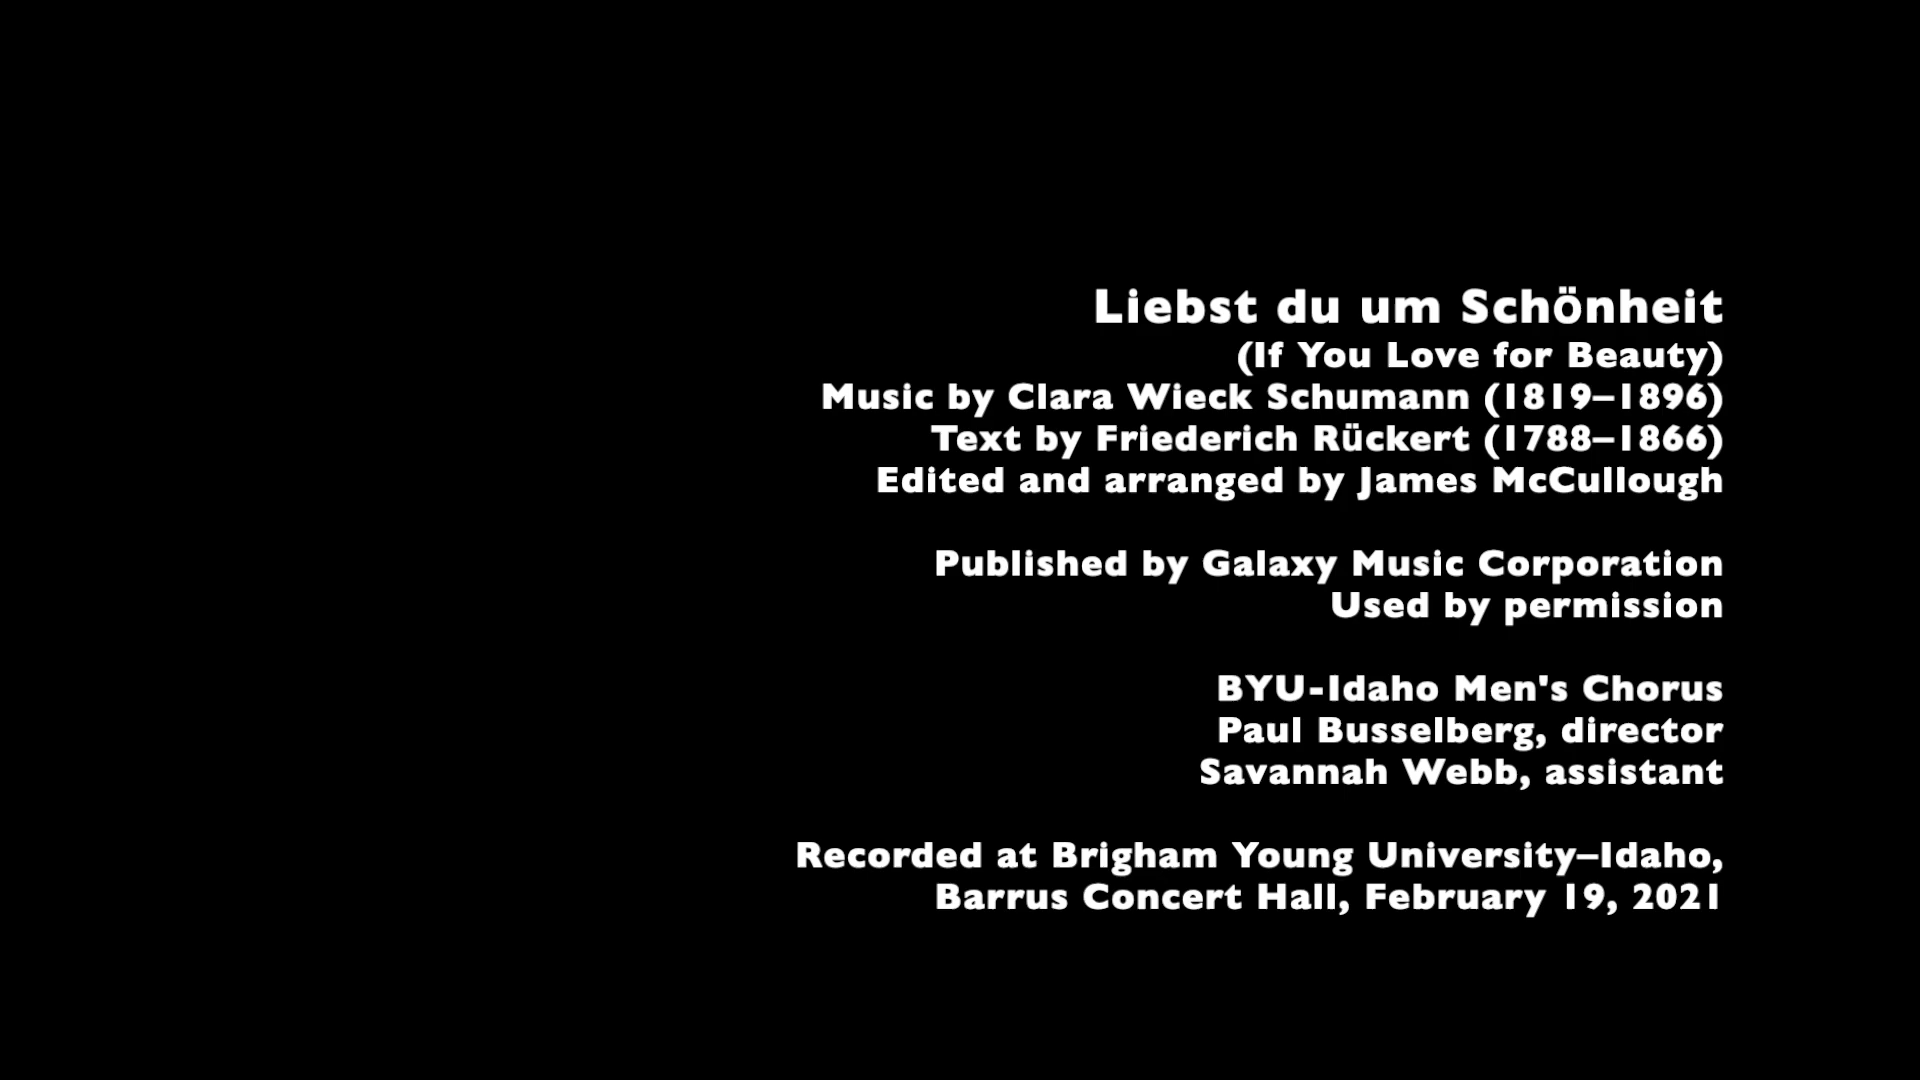 Liebst du um Schönheit
(If You Love for Beauty)
Music by Clara Wieck Schumann (1819–1896)
Text by Friederich Rückert (1788–1866)
Edited and arranged by James McCullough
Published by Galaxy Music Corporation
Used by permission
BYU-Idaho Men's Chorus
Paul Busselberg, director
Savannah Webb, assistant
Recorded at Brigham Young University–Idaho,
Barrus Concert Hall, February 19, 2021